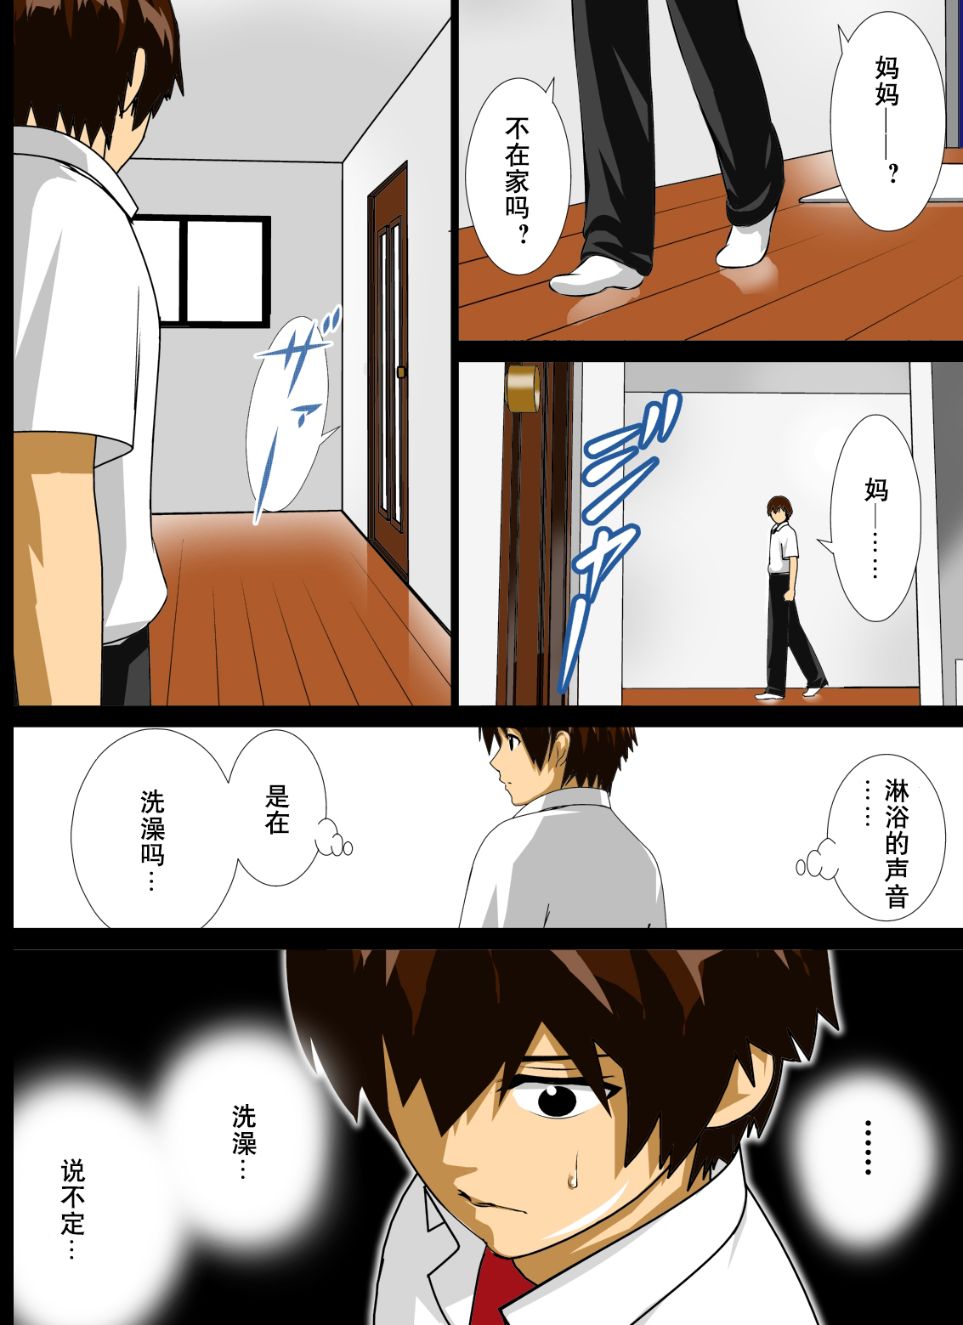 妈妈——?
不在家吗?
ザァ゛
ジャー゛
妈——……
淋浴的声音
……
是在
洗澡吗…
……
洗澡…
说不定…